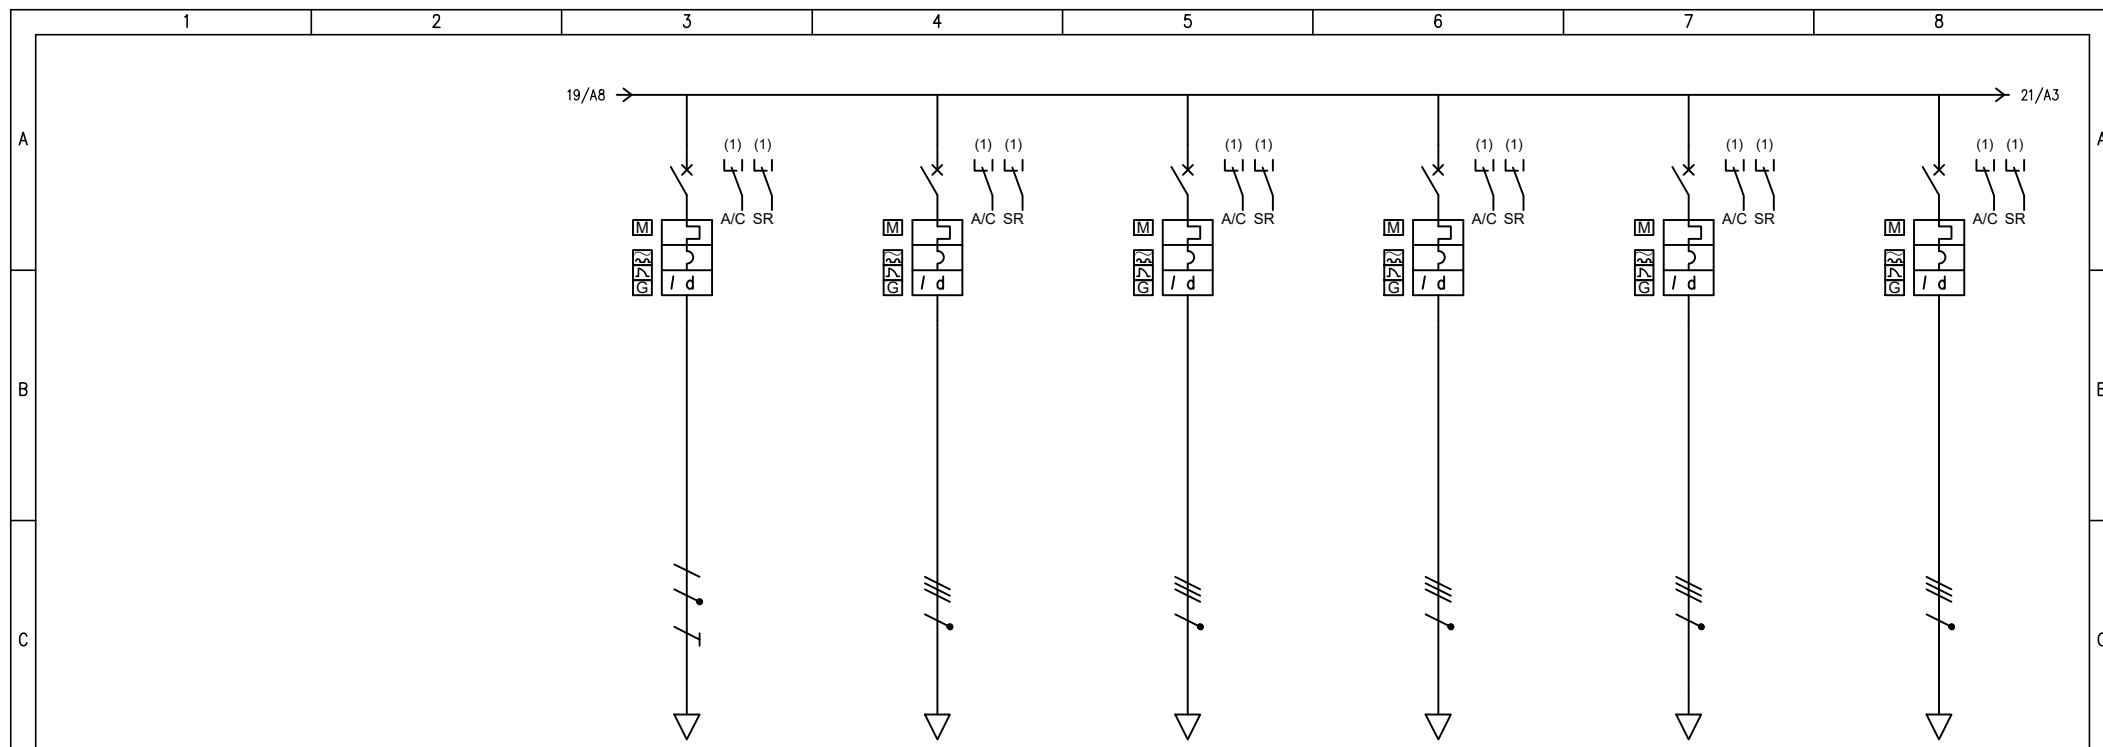 1 2 3 4 5 6 7 8
19/A8 21/A3
A A
(1) (1) (1) (1) (1) (1) (1) (1) (1) (1) (1) (1)
A/C SR A/C SR A/C SR A/C SR A/C SR A/C SR
M M M M M M
I d I d I d I d I d I d
G G G G G G
B
C